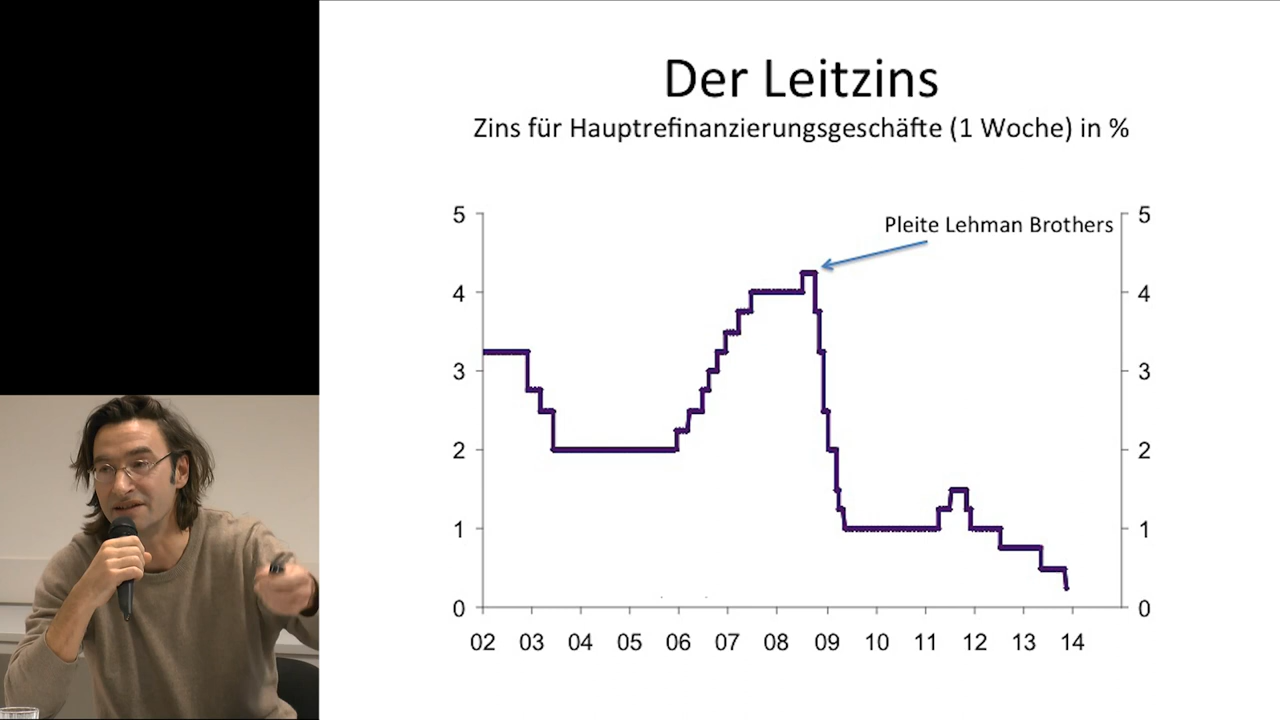 Der Leitzins
Zins für Hauptrefinanzierungsgeschäfte (1 Woche) in %
Pleite Lehman Brothers
5 5
4 4
3 3
2 2
1 1
0 0
02 03 04 05 06 07 08 09 10 11 12 13 14